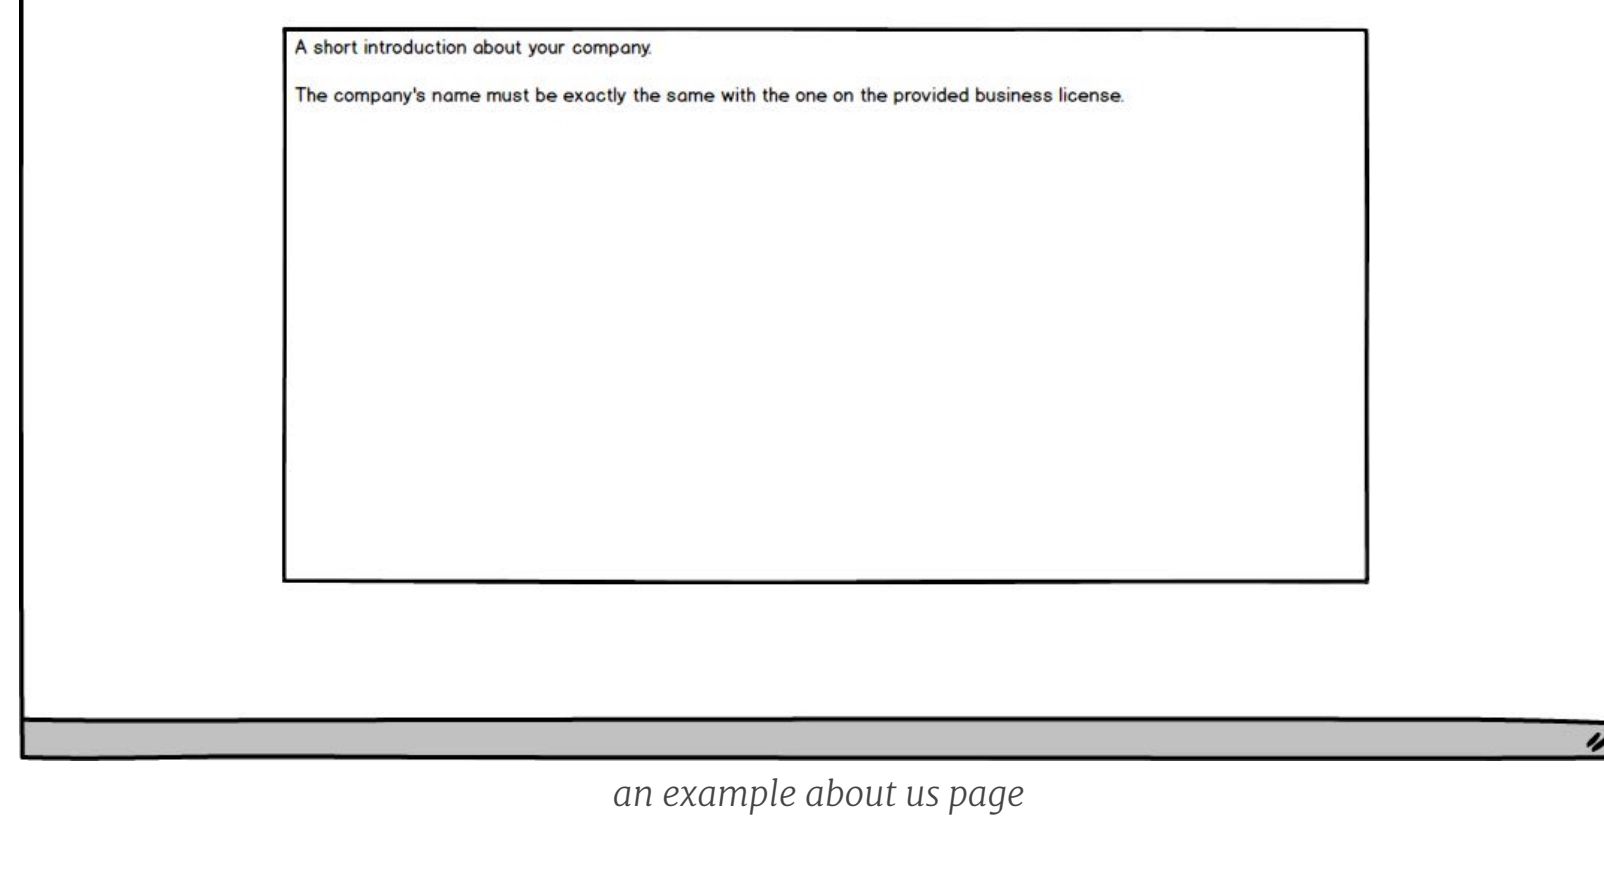 A short introduction about your company.
The company's name must be exactly the same with the one on the provided business license.
an example about us page